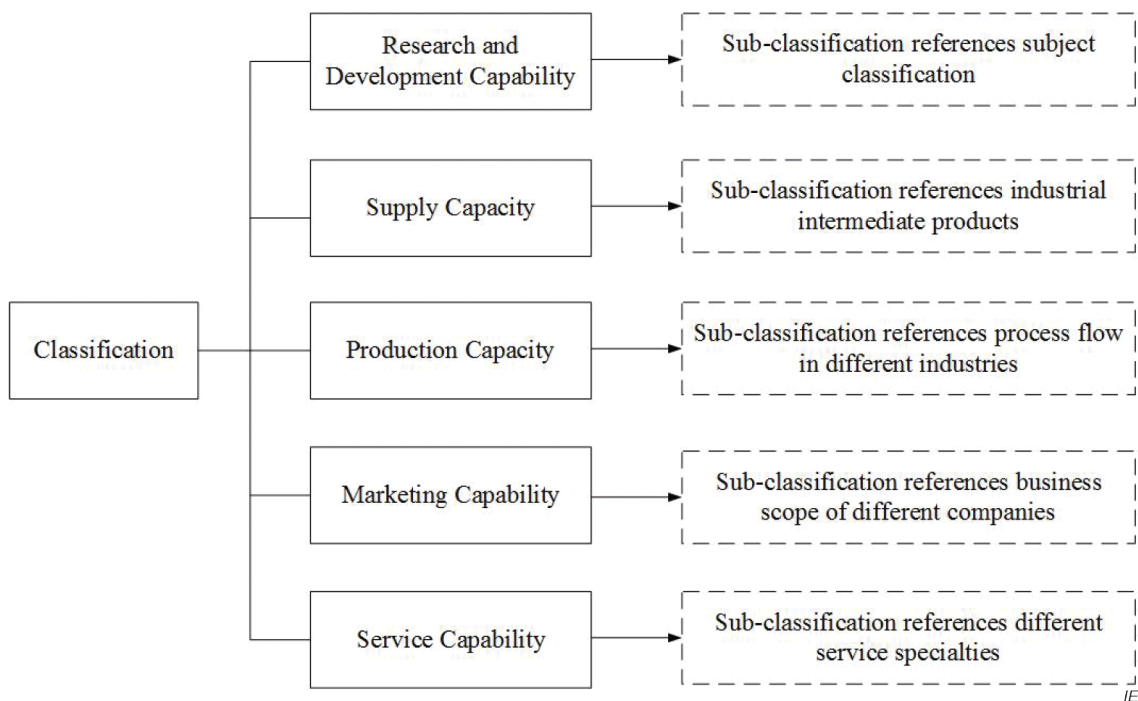 Research and
Development Capability
Sub-classification references subject
classification
Supply Capacity
Sub-classification references industrial
intermediate products
Classification
Production Capacity
Sub-classification references process flow
in different industries
Marketing Capability
Sub-classification references business
scope of different companies
Service Capability
Sub-classification references different
service specialties
IE